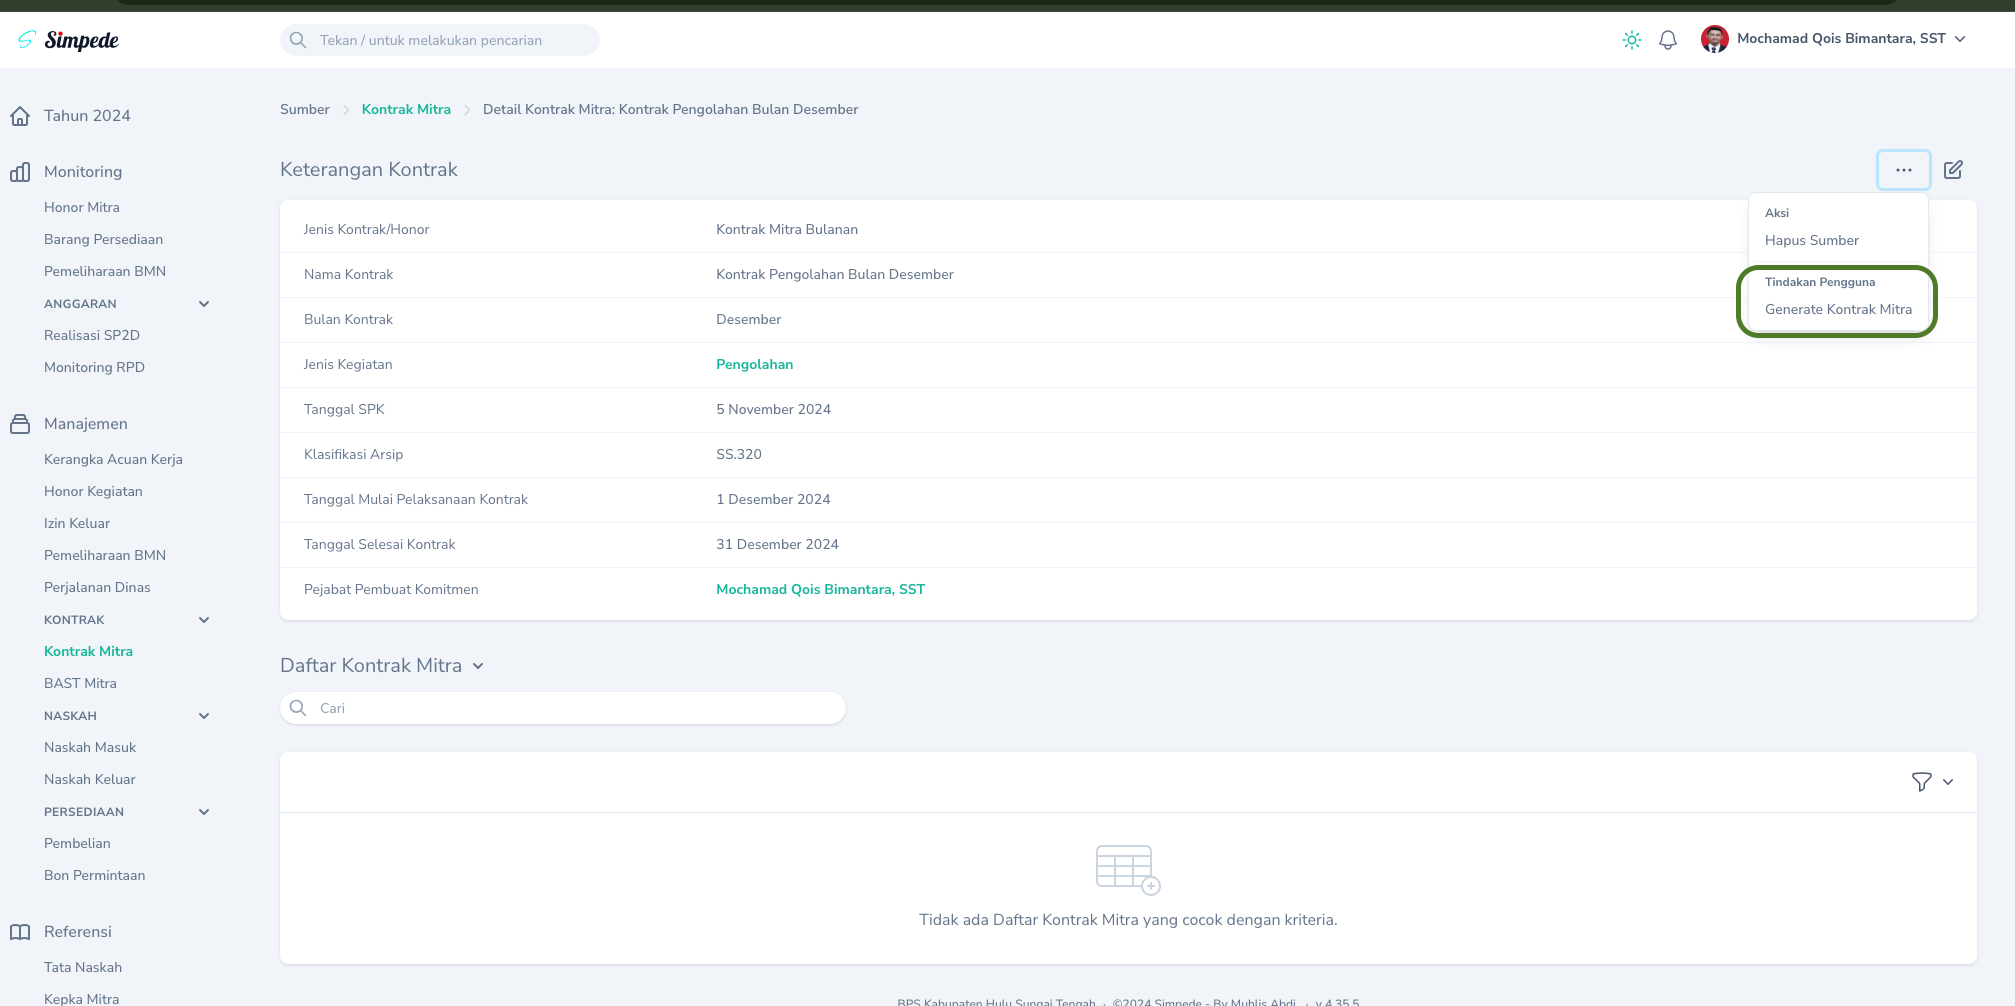 Simpede
Tekan / untuk melakukan pencarian
Mochamad Qois Bimantara, SST
Tahun 2024
Monitoring
Honor Mitra
Barang Persediaan
Pemeliharaan BMN
ANGGARAN
Realisasi SP2D
Monitoring RPD
Manajemen
Kerangka Acuan Kerja
Honor Kegiatan
Izin Keluar
Pemeliharaan BMN
Perjalanan Dinas
KONTRAK
Kontrak Mitra
BAST Mitra
NASKAH
Naskah Masuk
Naskah Keluar
PERSEDIAAN
Pembelian
Bon Permintaan
Referensi
Tata Naskah
Kepka Mitra
Sumber Kontrak Mitra Detail Kontrak Mitra: Kontrak Pengolahan Bulan Desember
Keterangan Kontrak
Aksi
Hapus Sumber
Tindakan Pengguna
Generate Kontrak Mitra
Jenis Kontrak/Honor Kontrak Mitra Bulanan
Nama Kontrak Kontrak Pengolahan Bulan Desember
Bulan Kontrak Desember
Jenis Kegiatan Pengolahan
Tanggal SPK 5 November 2024
Klasifikasi Arsip SS.320
Tanggal Mulai Pelaksanaan Kontrak 1 Desember 2024
Tanggal Selesai Kontrak 31 Desember 2024
Pejabat Pembuat Komitmen Mochamad Qois Bimantara, SST
Daftar Kontrak Mitra
Cari
Tidak ada Daftar Kontrak Mitra yang cocok dengan kriteria.
BPS Kabupaten Hulu Sungai Tengah · ©2024 Simpede - By Muhlis Abdi · v 4.35.5